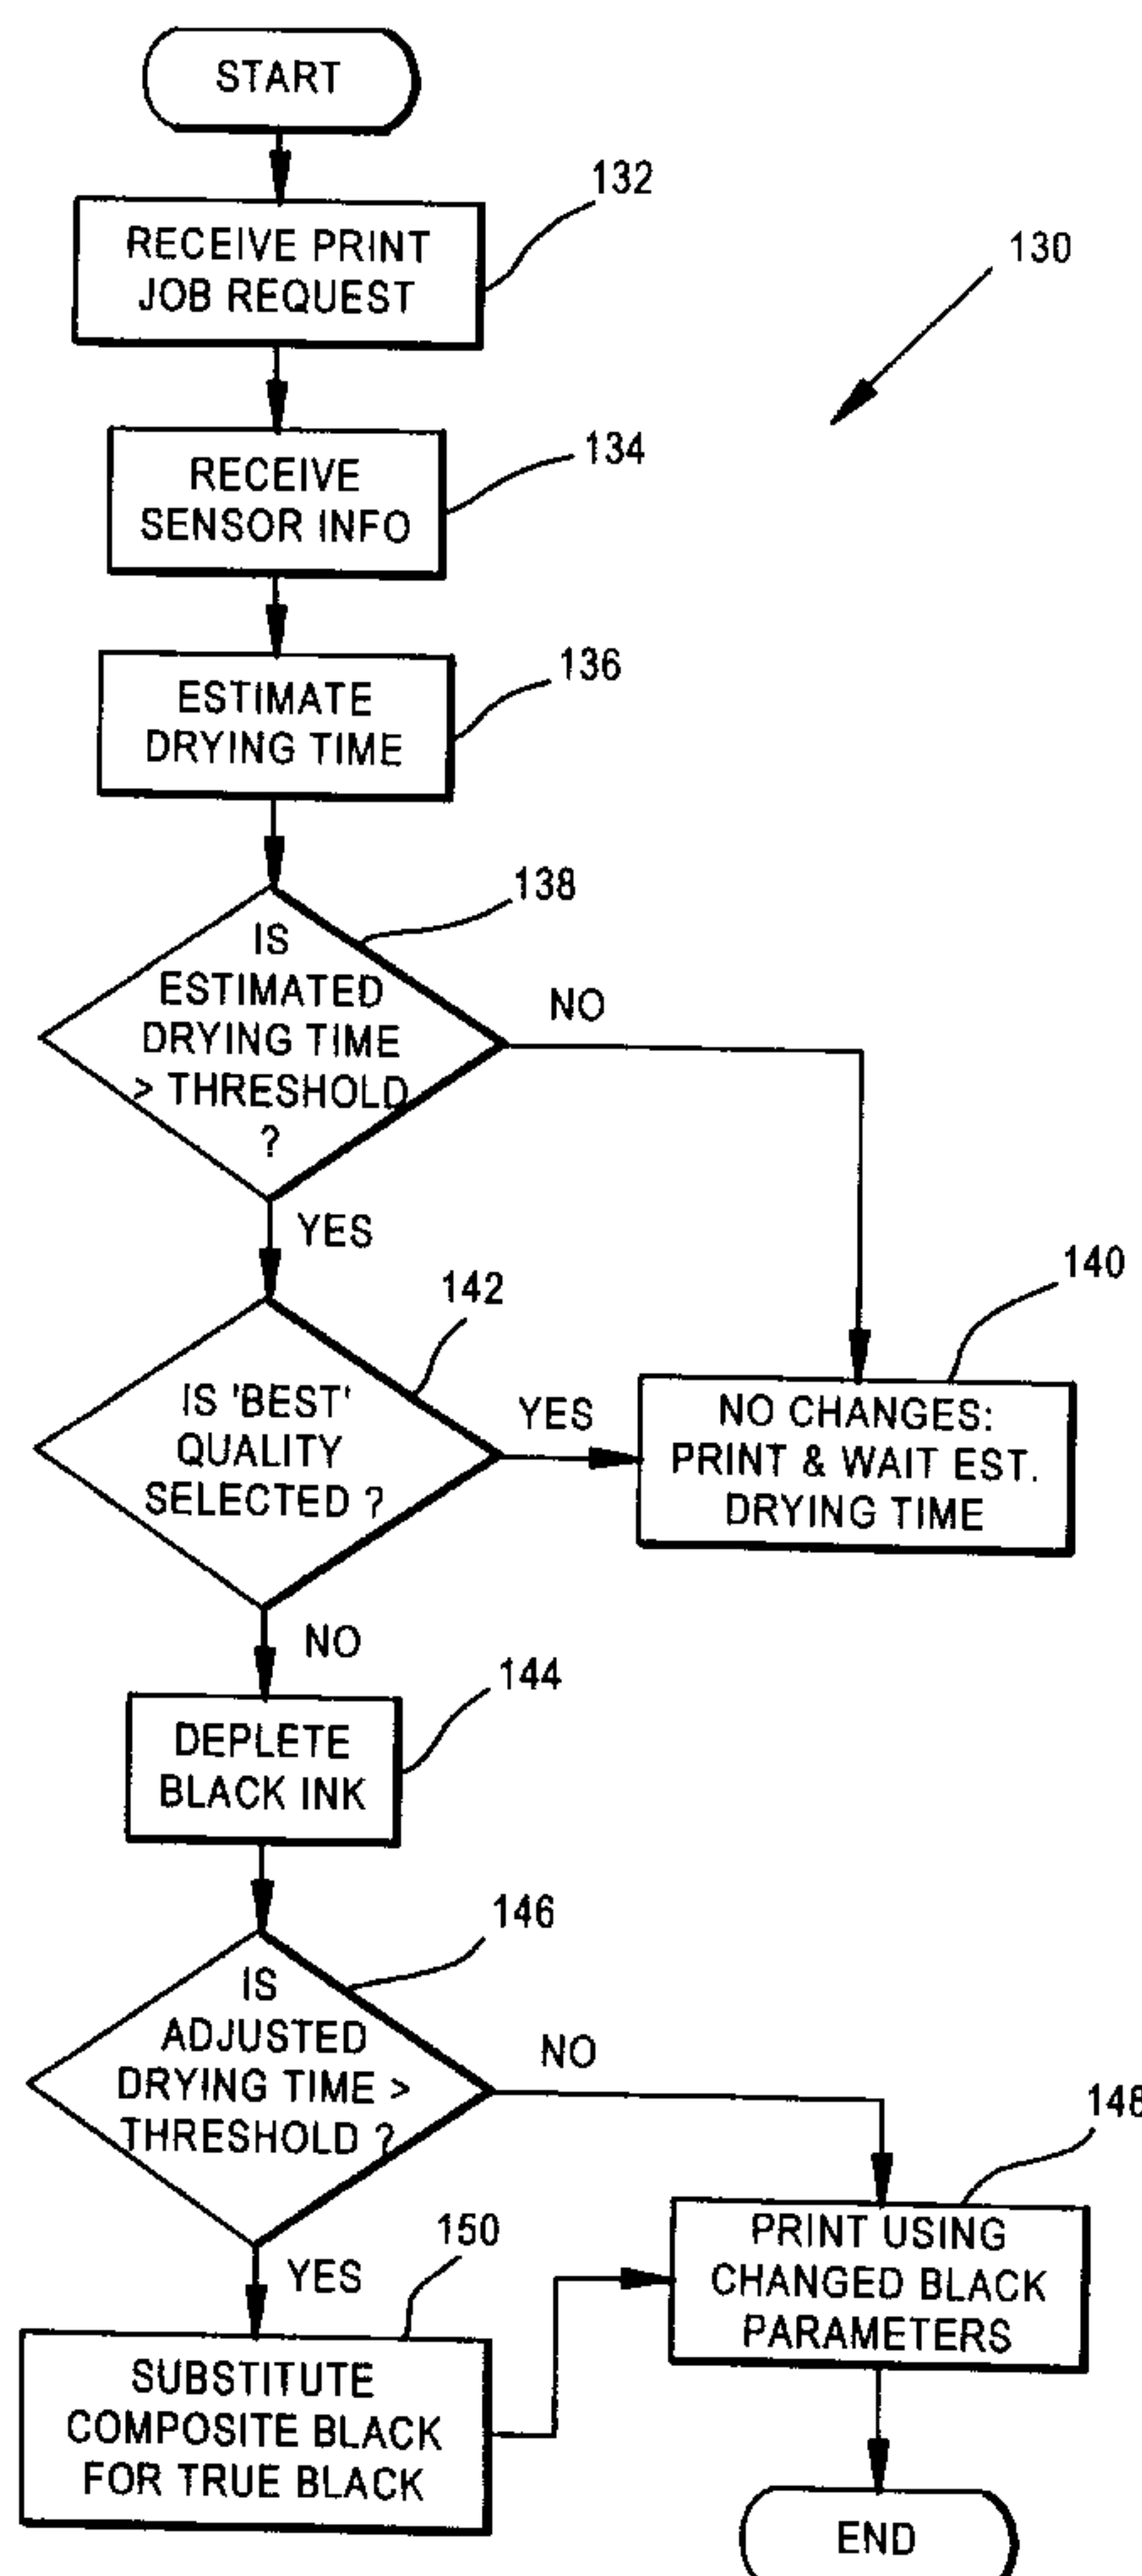 START
132
RECEIVE PRINT
JOB REQUEST
130
134
RECEIVE
SENSOR INFO
136
ESTIMATE
DRYING TIME
138
IS
ESTIMATED
DRYING TIME
> THRESHOLD
?
NO
YES
142
140
IS 'BEST'
QUALITY
SELECTED ?
YES
NO CHANGES:
PRINT & WAIT EST.
DRYING TIME
NO
144
DEPLETE
BLACK INK
146
IS
ADJUSTED
DRYING TIME >
THRESHOLD ?
NO
148
YES
150
PRINT USING
CHANGED BLACK
PARAMETERS
SUBSTITUTE
COMPOSITE BLACK
FOR TRUE BLACK
END